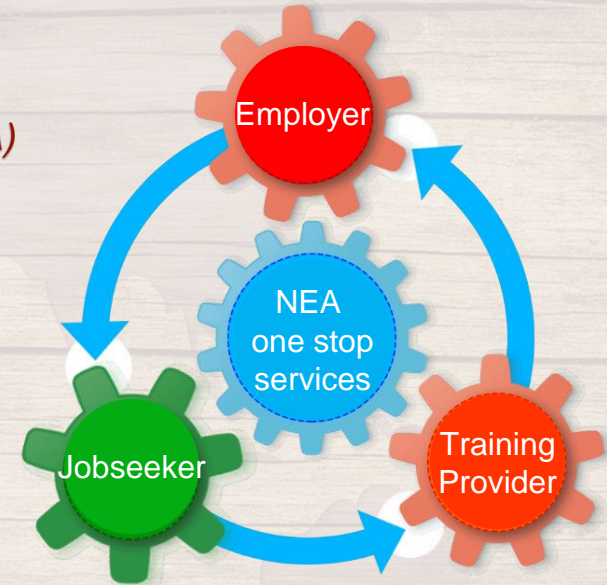 Employer
NEA
one stop
services
Jobseeker
Training
Provider